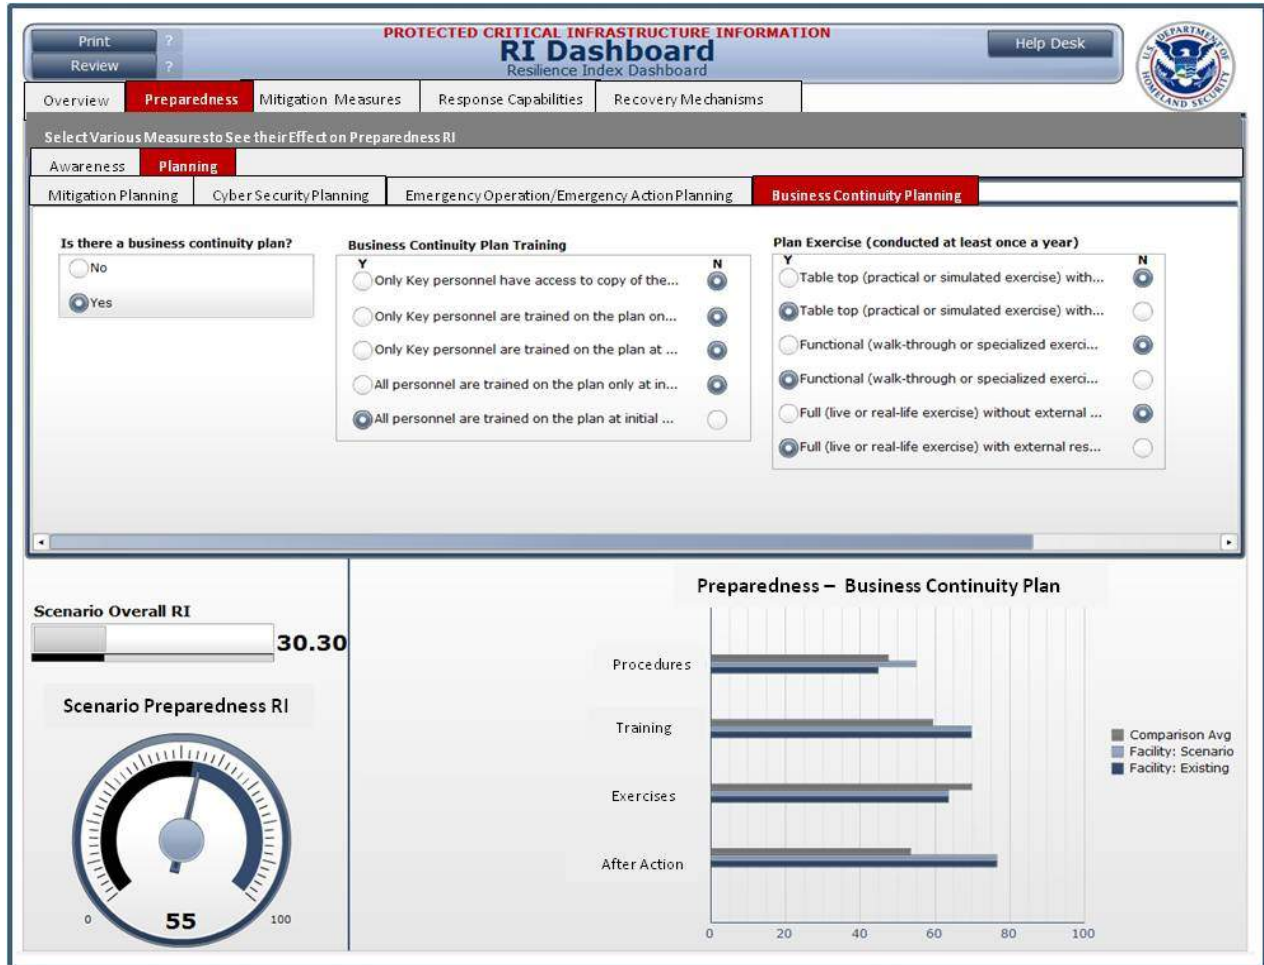 PROTECTED CRITICAL INFRASTRUCTURE INFORMATION
Print ?
RI Dashboard
Help Desk
Review ?
Resilience Index Dashboard
U.S. DEPARTMENT OF HOMELAND SECURITY
Overview Preparedness Mitigation Measures Response Capabilities Recovery Mechanisms
Select Various Measuresto See their Effect on Preparedness RI
Awareness Planning
Mitigation Planning Cyber Security Planning Emergency Operation/Emergency Action Planning Business Continuity Planning
Is there a business continuity plan?
No
Yes
Business Continuity Plan Training
Y N
Only Key personnel have access to copy of the...
Only Key personnel are trained on the plan on...
Only Key personnel are trained on the plan at ...
All personnel are trained on the plan only at in...
All personnel are trained on the plan at initial ...
Plan Exercise (conducted at least once a year)
Y N
Table top (practical or simulated exercise) with...
Table top (practical or simulated exercise) with...
Functional (walk-through or specialized exerci...
Functional (walk-through or specialized exerci...
Full (live or real-life exercise) without external ...
Full (live or real-life exercise) with external res...
Scenario Overall RI
30.30
Scenario Preparedness RI
0 55 100
Preparedness – Business Continuity Plan
Procedures
Training
Exercises
After Action
0 20 40 60 80 100
Comparison Avg
Facility: Scenario
Facility: Existing